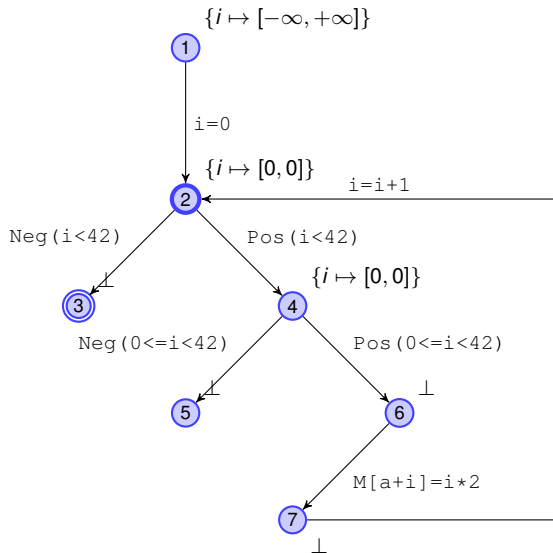 {i ↦ [−∞, +∞]}
1
i=0
{i ↦ [0, 0]}
i=i+1
2
Neg(i<42)
Pos(i<42)
{i ↦ [0, 0]}
⊥
3
4
Neg(0<=i<42)
Pos(0<=i<42)
⊥
⊥
5
6
M[a+i]=i*2
7
⊥